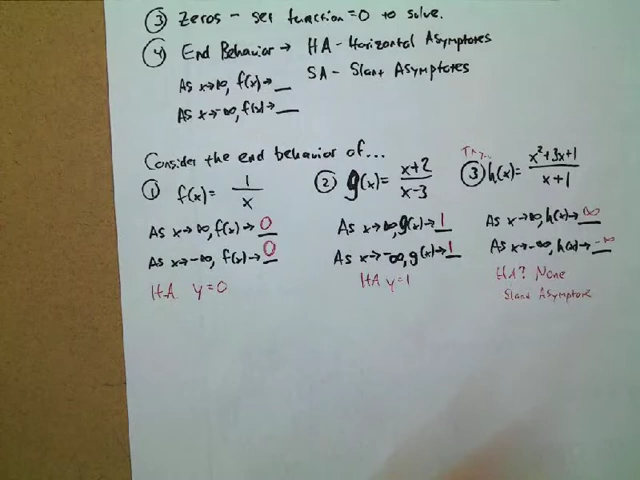 ③ Zeros - set function = 0 to solve.
④ End Behavior → HA - Horizontal Asymptotes
As x→∞, f(x)→__ SA - Slant Asymptotes
As x→-∞, f(x)→__
Consider the end behavior of...
① f(x) = 1/x ② g(x) = (x+2)/(x-3) Try... ③ h(x) = (x²+3x+1)/(x+1)
As x→∞, f(x)→0 As x→∞, g(x)→1 As x→∞, h(x)→∞
As x→-∞, f(x)→0 As x→-∞, g(x)→1 As x→-∞, h(x)→-∞
HA y=0 HA y=1 HA? None
Slant Asymptote